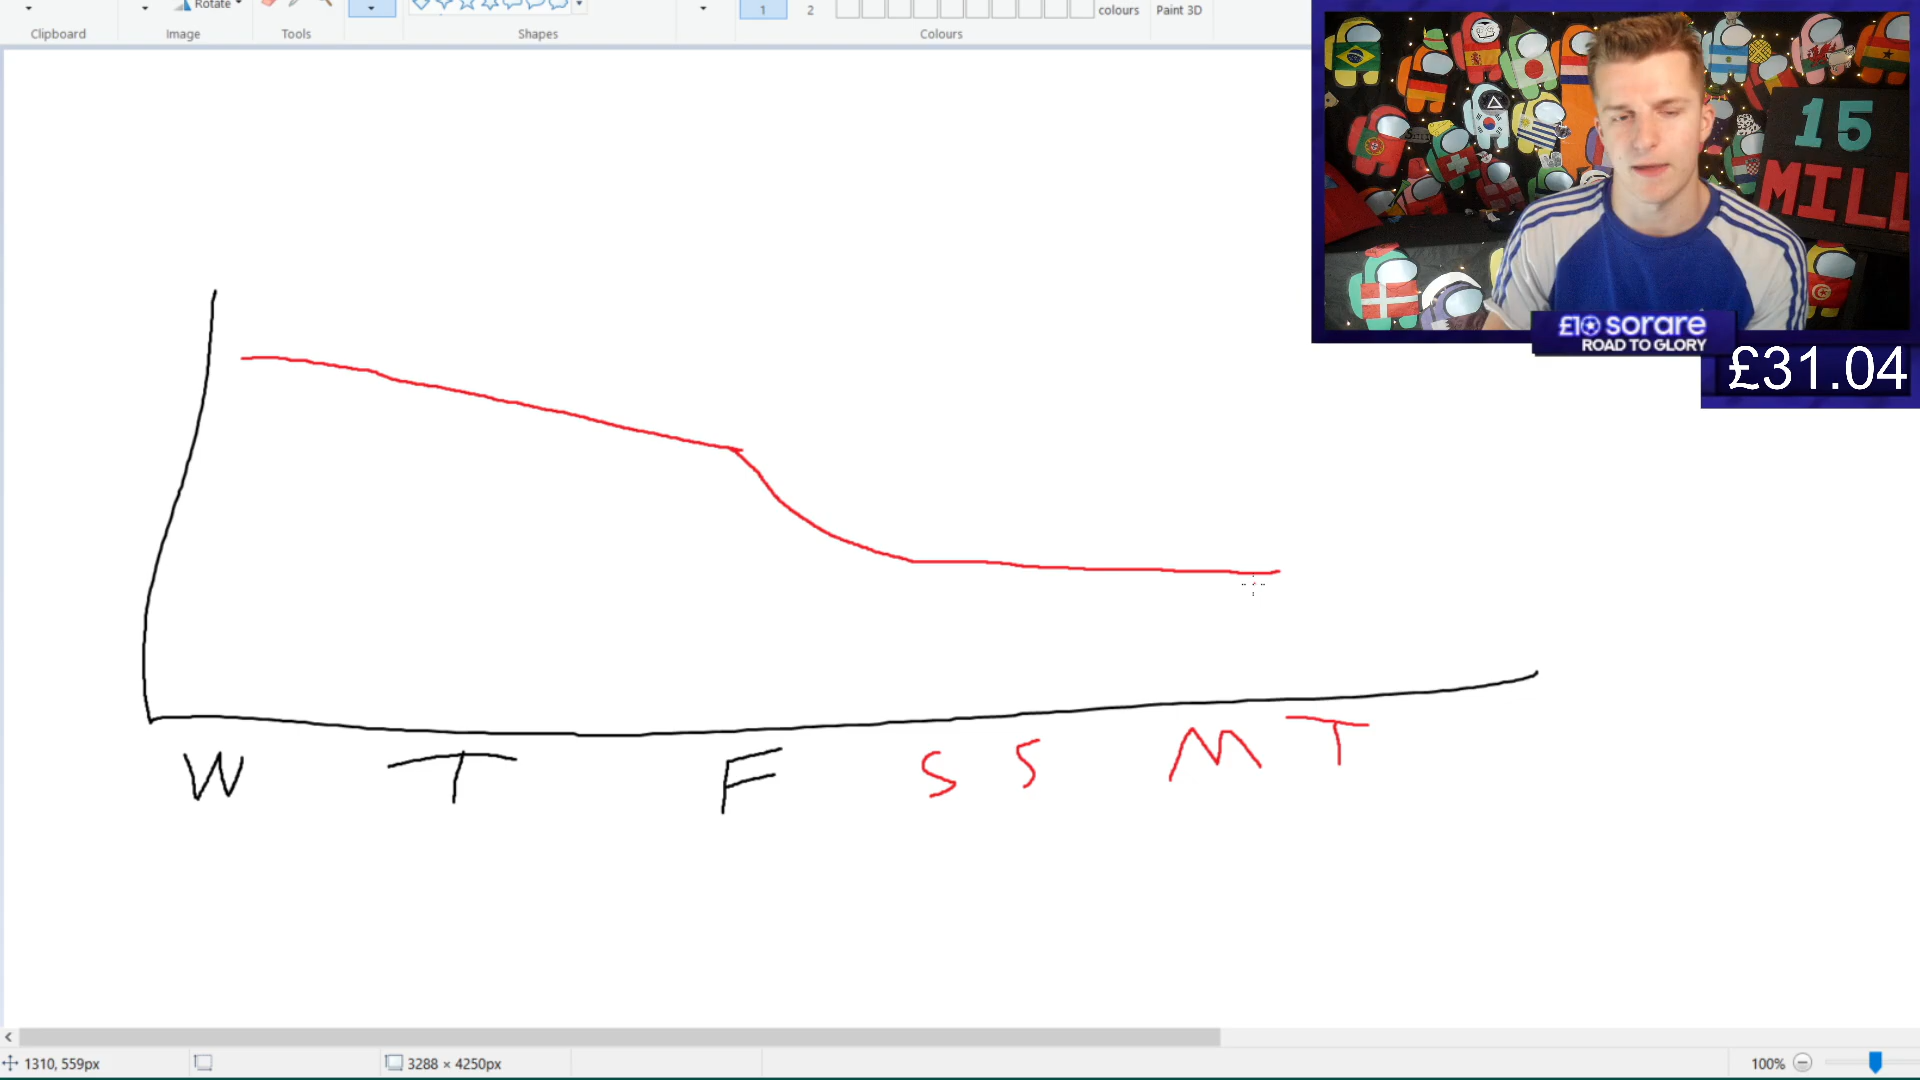 Rotate
1 2 colours Paint 3D
Clipboard Image Tools Shapes Colours
15
MILL
£10 sorare
ROAD TO GLORY
£31.04
W T F S S M T
1310, 559px 3288 × 4250px 100%